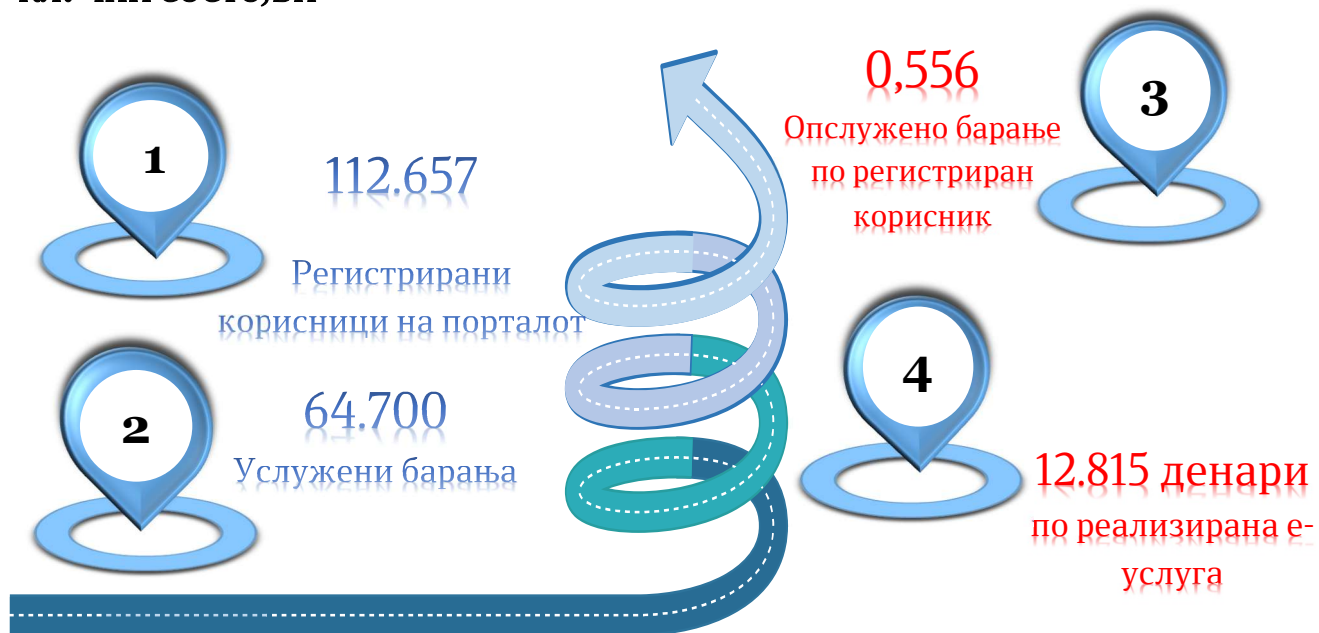 1
112.657
Регистрирани
корисници на порталот
2
64.700
Услужени барања
3
0,556
Опслужено барање
по регистриран
корисник
4
12.815 денари
по реализирана е-
услуга